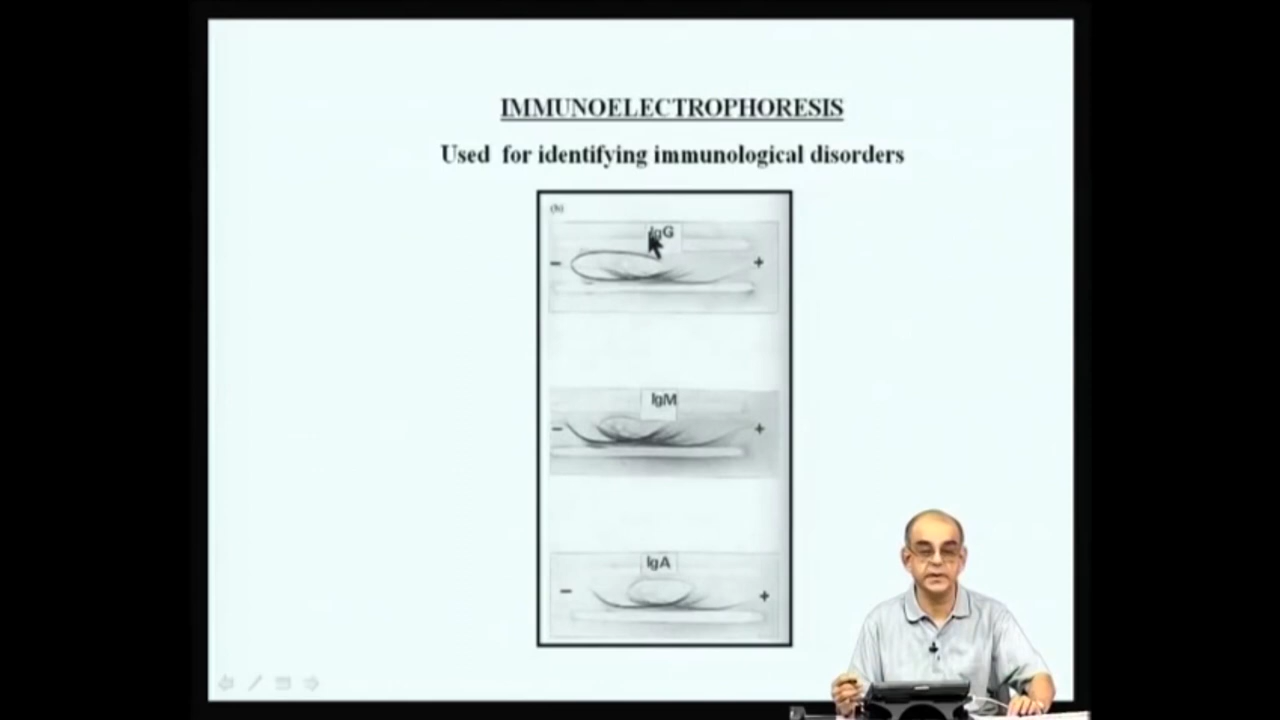 IMMUNOELECTROPHORESIS
Used for identifying immunological disorders
IgG
- +
IgM
- +
IgA
- +